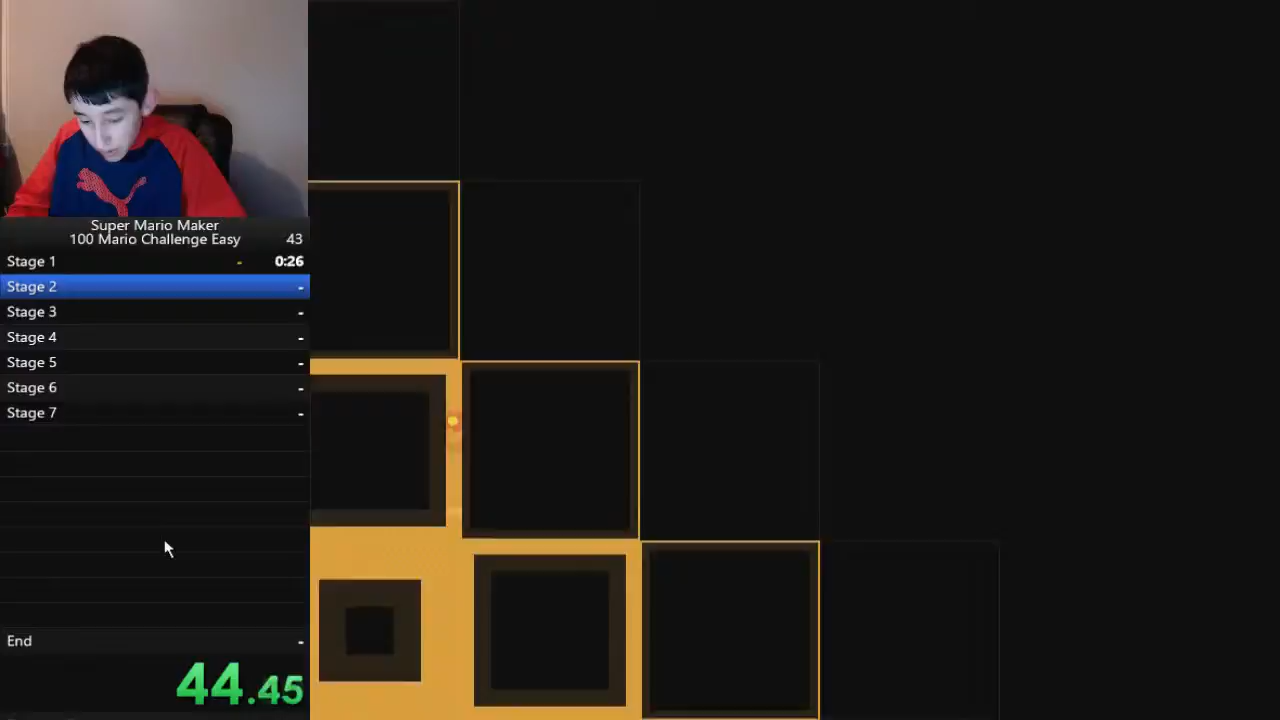 Super Mario Maker
100 Mario Challenge Easy 43
Stage 1 - 0:26
Stage 2 -
Stage 3 -
Stage 4 -
Stage 5 -
Stage 6 -
Stage 7 -
End -
44.45